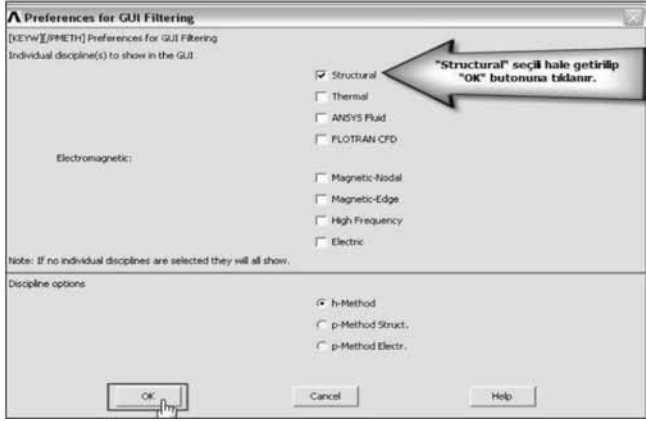 Preferences for GUI Filtering
[KEYW][/PMETH] Preferences for GUI Filtering
Individual discipline(s) to show in the GUI
"Structural" seçili hale getirilip
"OK" butonuna tıklanır.
Structural
Thermal
ANSYS Fluid
FLOTRAN CFD
Electromagnetic:
Magnetic-Nodal
Magnetic-Edge
High Frequency
Electric
Note: If no individual disciplines are selected they will all show.
Discipline options
h-Method
p-Method Struct.
p-Method Electr.
OK Cancel Help